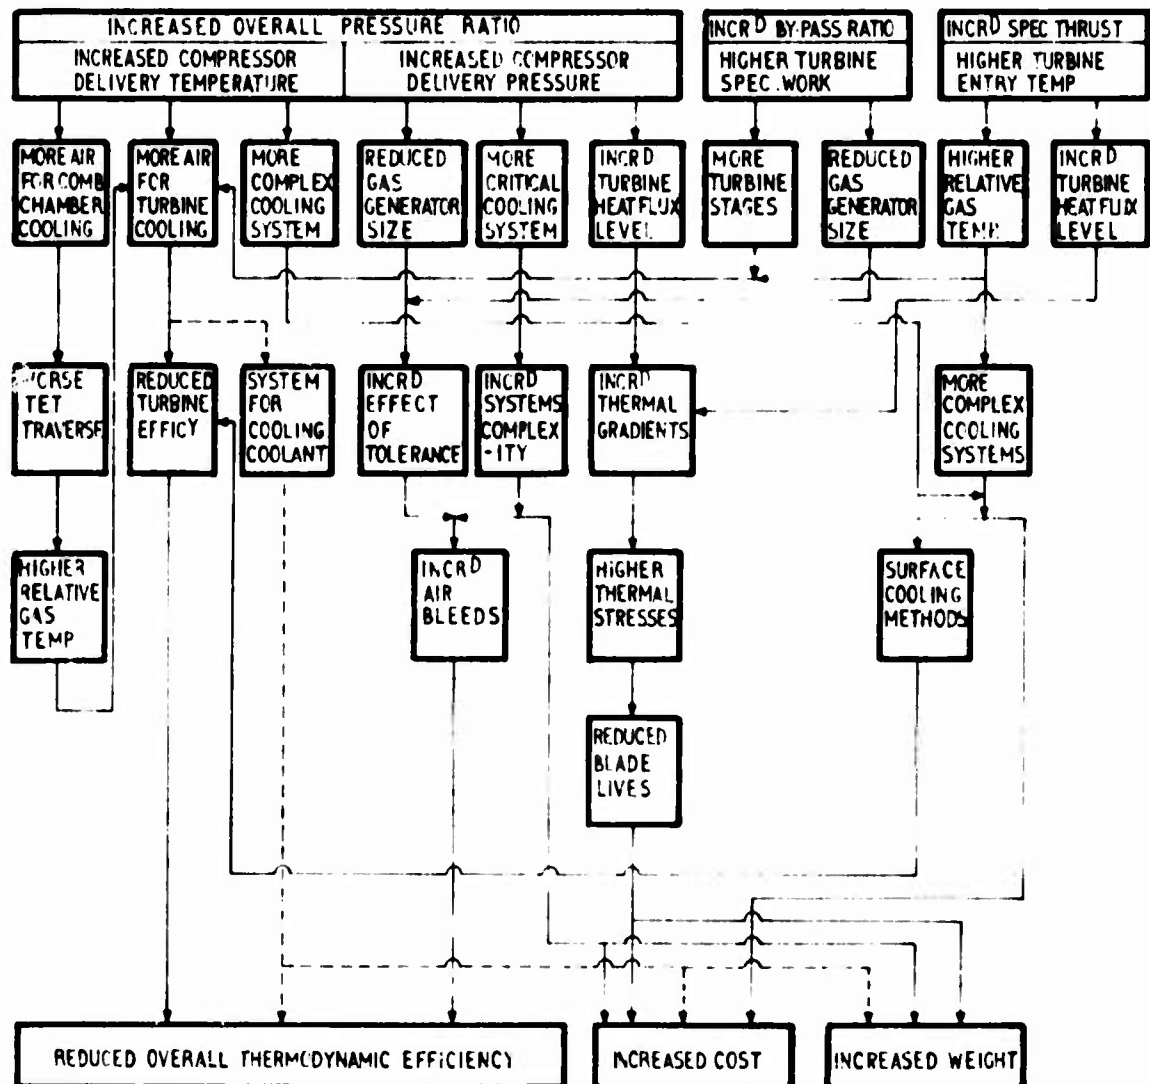 INCREASED OVERALL PRESSURE RATIO
INCREASED COMPRESSOR
DELIVERY TEMPERATURE
INCREASED COMPRESSOR
DELIVERY PRESSURE
INCRD BY-PASS RATIO
HIGHER TURBINE
SPEC. WORK
INCRD SPEC THRUST
HIGHER TURBINE
ENTRY TEMP
MORE AIR
FOR COMB
CHAMBER
COOLING
MORE AIR
FOR
TURBINE
COOLING
MORE
COMPLEX
COOLING
SYSTEM
REDUCED
GAS
GENERATOR
SIZE
MORE
CRITICAL
COOLING
SYSTEM
INCRD
TURBINE
HEAT FLUX
LEVEL
MORE
TURBINE
STAGES
REDUCED
GAS
GENERATOR
SIZE
HIGHER
RELATIVE
GAS
TEMP.
INCRD
TURBINE
HEAT FLUX
LEVEL
WORSE
TET
TRAVERSE
REDUCED
TURBINE
EFFICY
SYSTEM
FOR
COOLING
COOLANT
INCRD
EFFECT
OF
TOLERANCE
INCRD
SYSTEMS
COMPLEX
-ITY
INCRD
THERMAL
GRADIENTS
MORE
COMPLEX
COOLING
SYSTEMS
HIGHER
RELATIVE
GAS
TEMP
INCRD
AIR
BLEEDS
HIGHER
THERMAL
STRESSES
SURFACE
COOLING
METHODS
REDUCED
BLADE
LIVES
REDUCED OVERALL THERMODYNAMIC EFFICIENCY
INCREASED COST
INCREASED WEIGHT